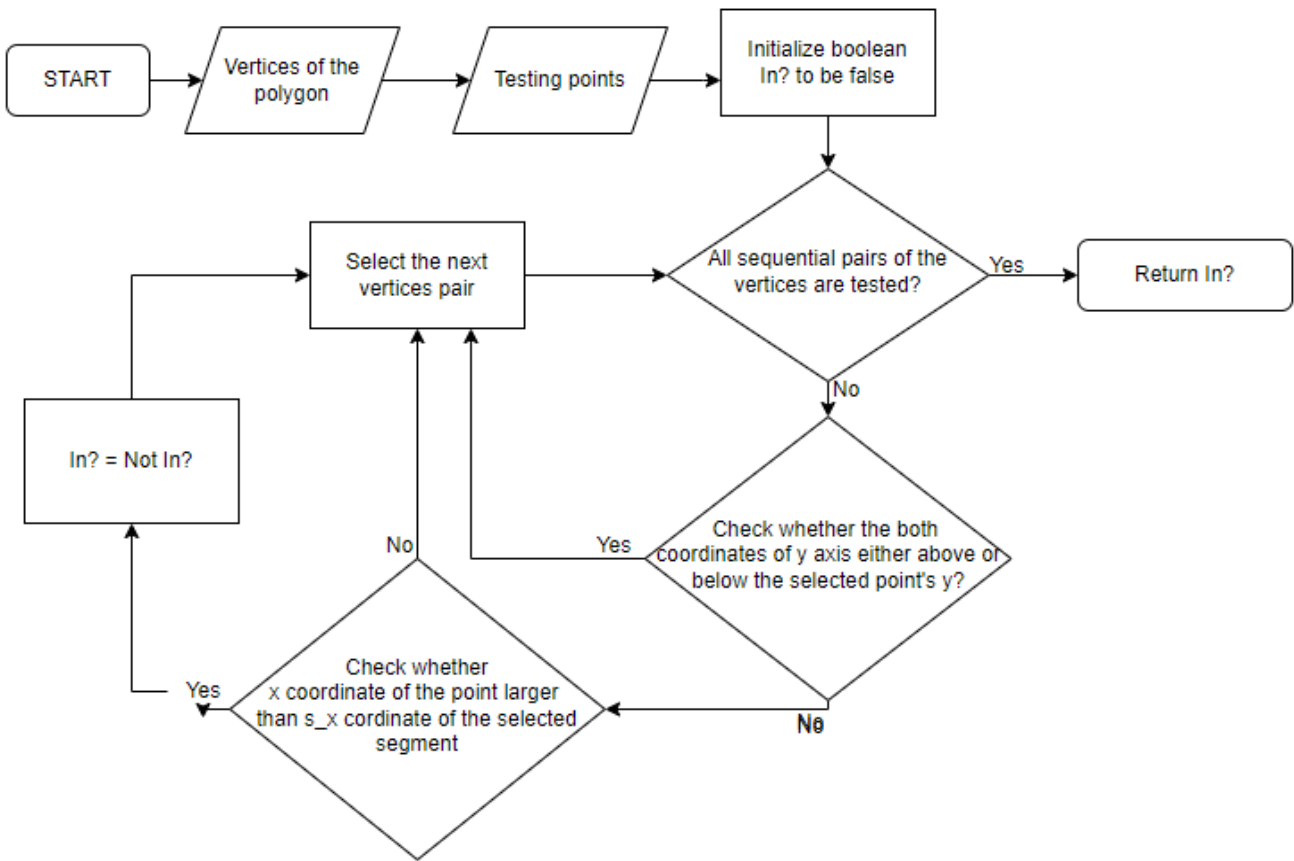 START
Vertices of the
polygon
Testing points
Initialize boolean
In? to be false
Select the next
vertices pair
All sequential pairs of the
vertices are tested?
Yes
Return In?
No
In? = Not In?
Check whether the both
coordinates of y axis either above or
below the selected point's y?
Yes
No
No
Check whether
x coordinate of the point larger
than s_x cordinate of the selected
segment
Yes